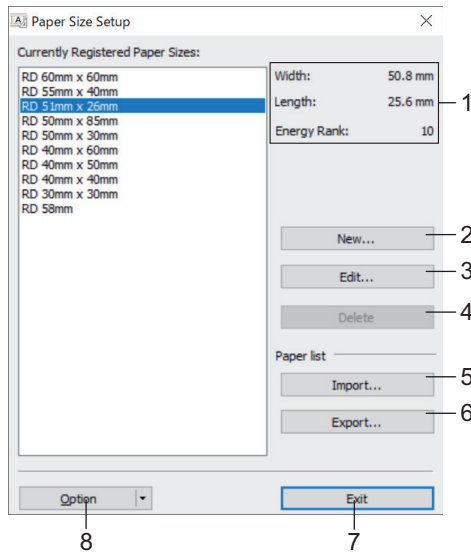 Paper Size Setup
Currently Registered Paper Sizes:
RD 60mm x 60mm
RD 55mm x 40mm
RD 51mm x 26mm
RD 50mm x 85mm
RD 50mm x 30mm
RD 40mm x 60mm
RD 40mm x 50mm
RD 40mm x 40mm
RD 30mm x 30mm
RD 58mm
Width: 50.8 mm
Length: 25.6 mm
Energy Rank: 10
1
New... 2
Edit... 3
Delete 4
Paper list
Import... 5
Export... 6
Option Exit
8 7